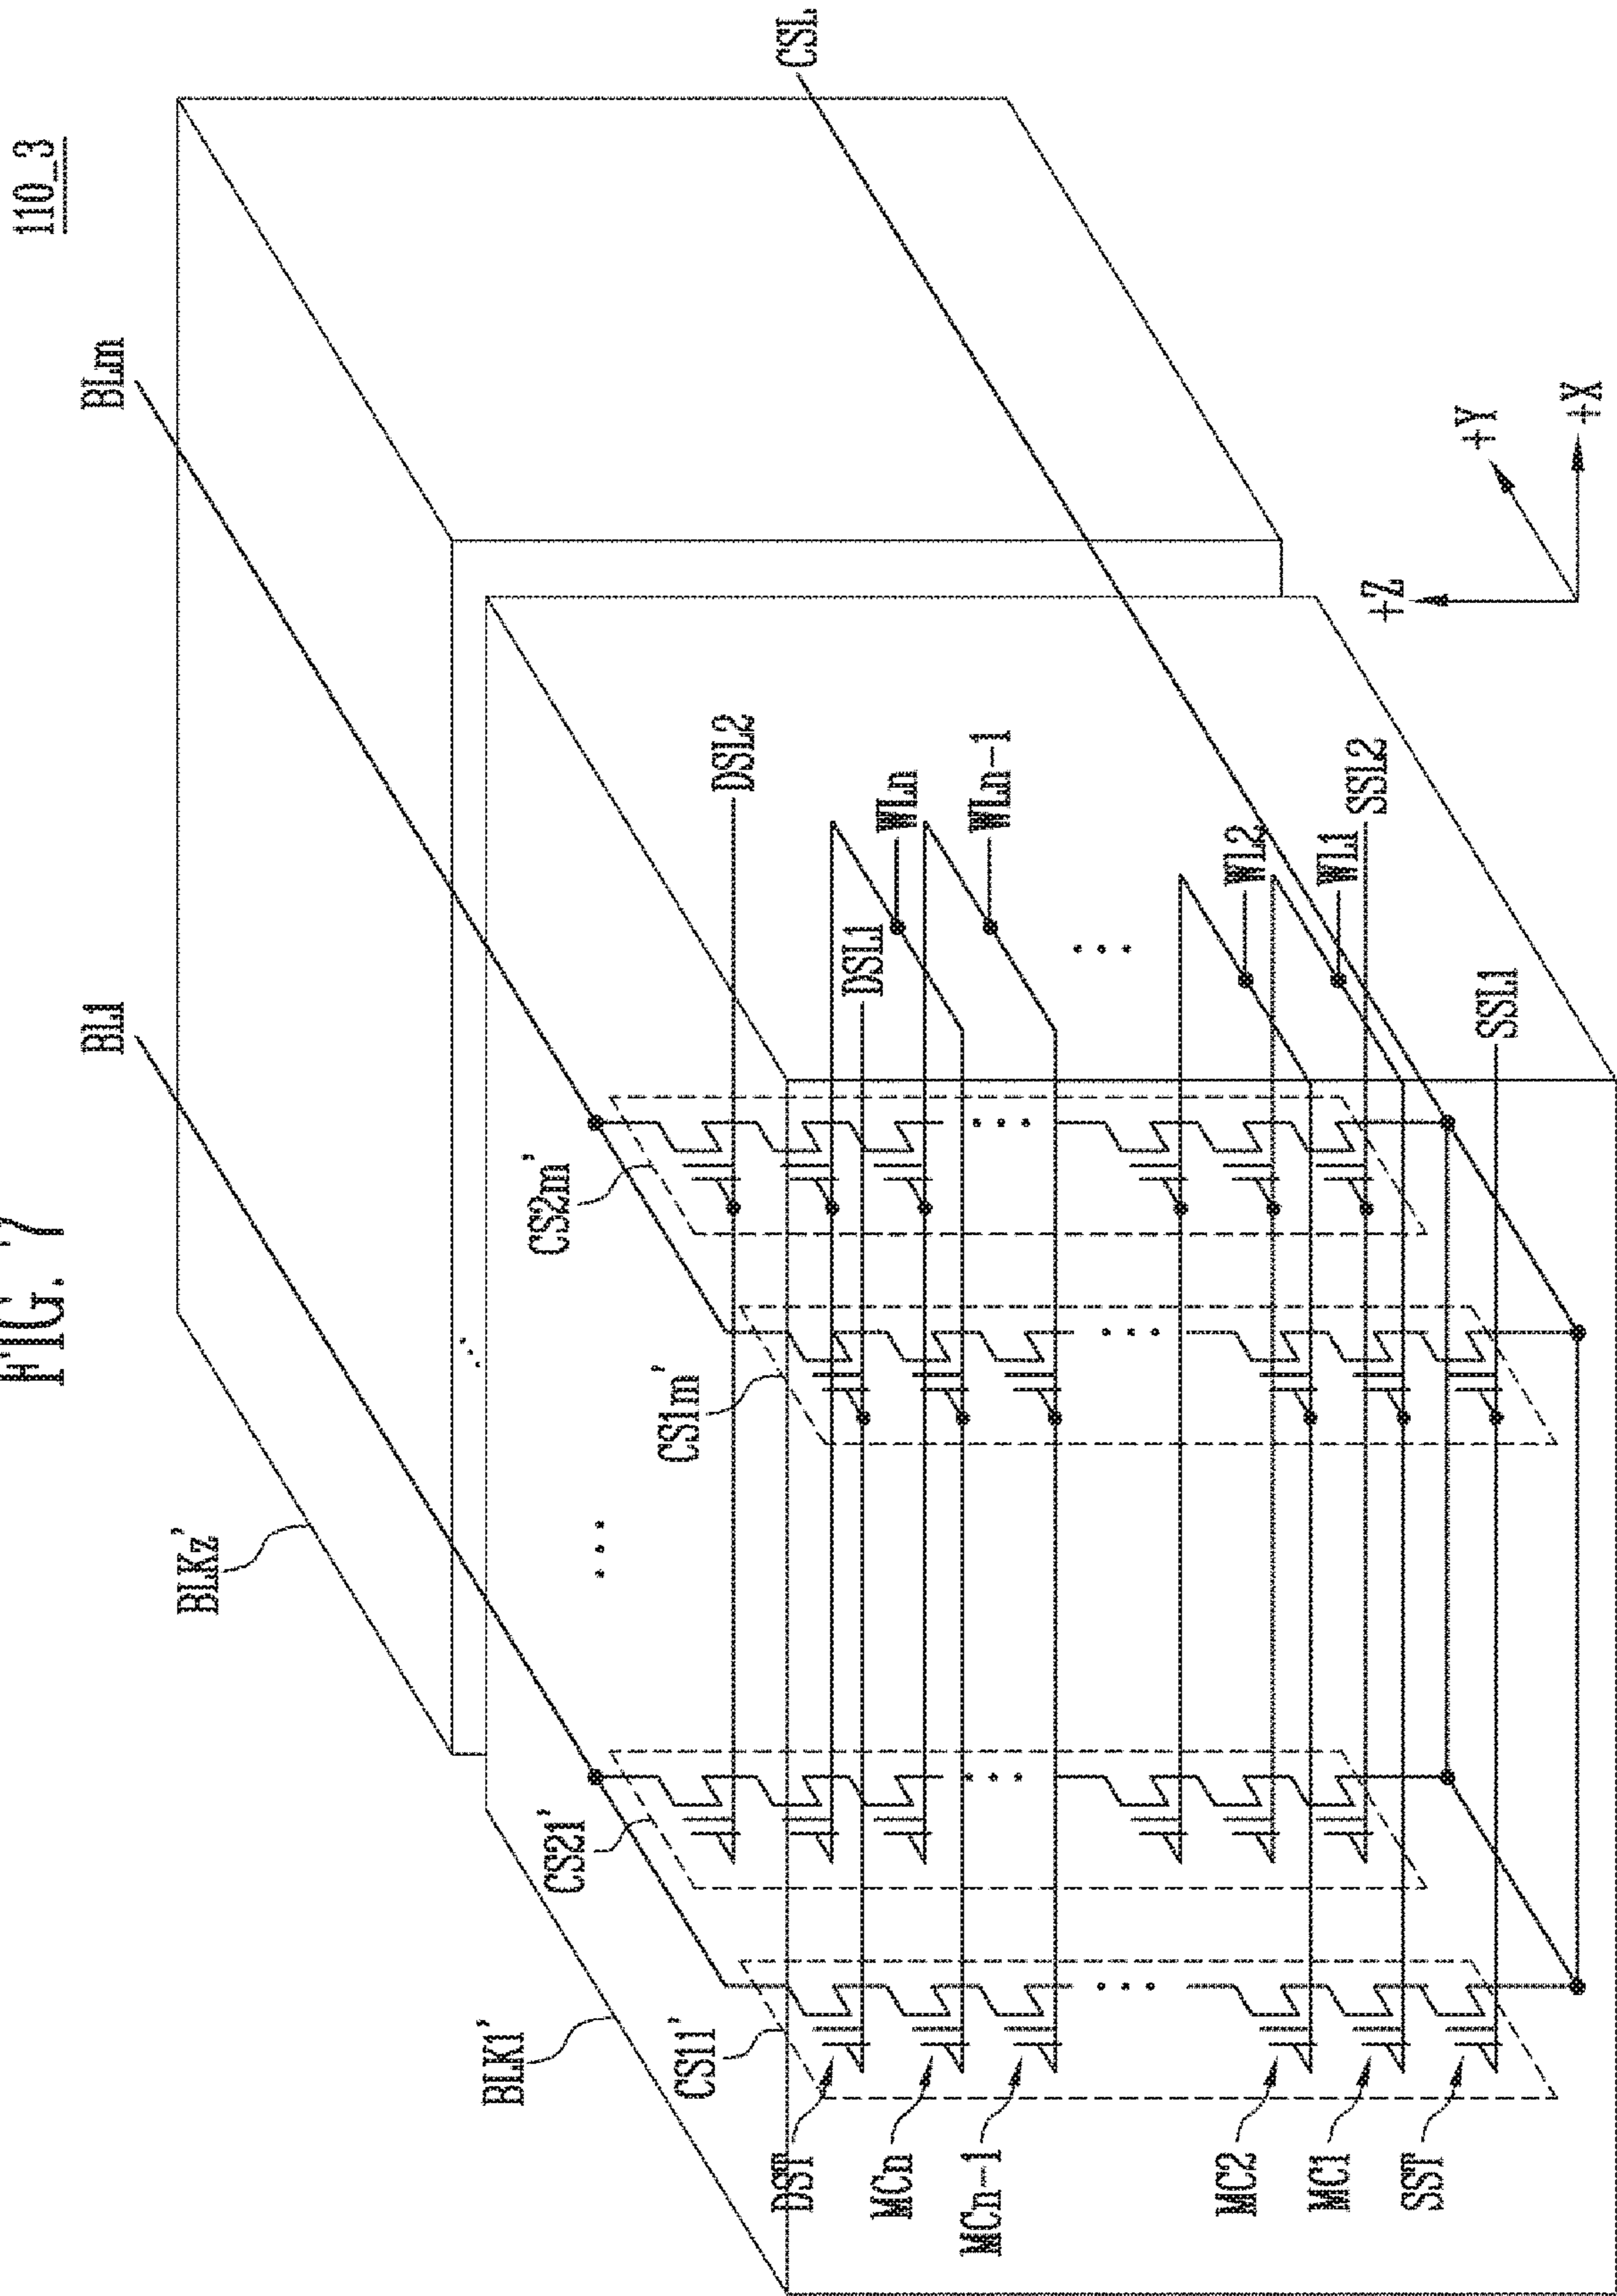 FIG. 7
110_3
BL1
BLm
CSL
BLKz'
BLK1'
CS11'
CS21'
CS1m'
CS2m'
DSL2
DSL1
WLn
WLn-1
WL2
WL1
SSL2
SSL1
DST
MCn
MCn-1
MC2
MC1
SST
+Z
+Y
+X